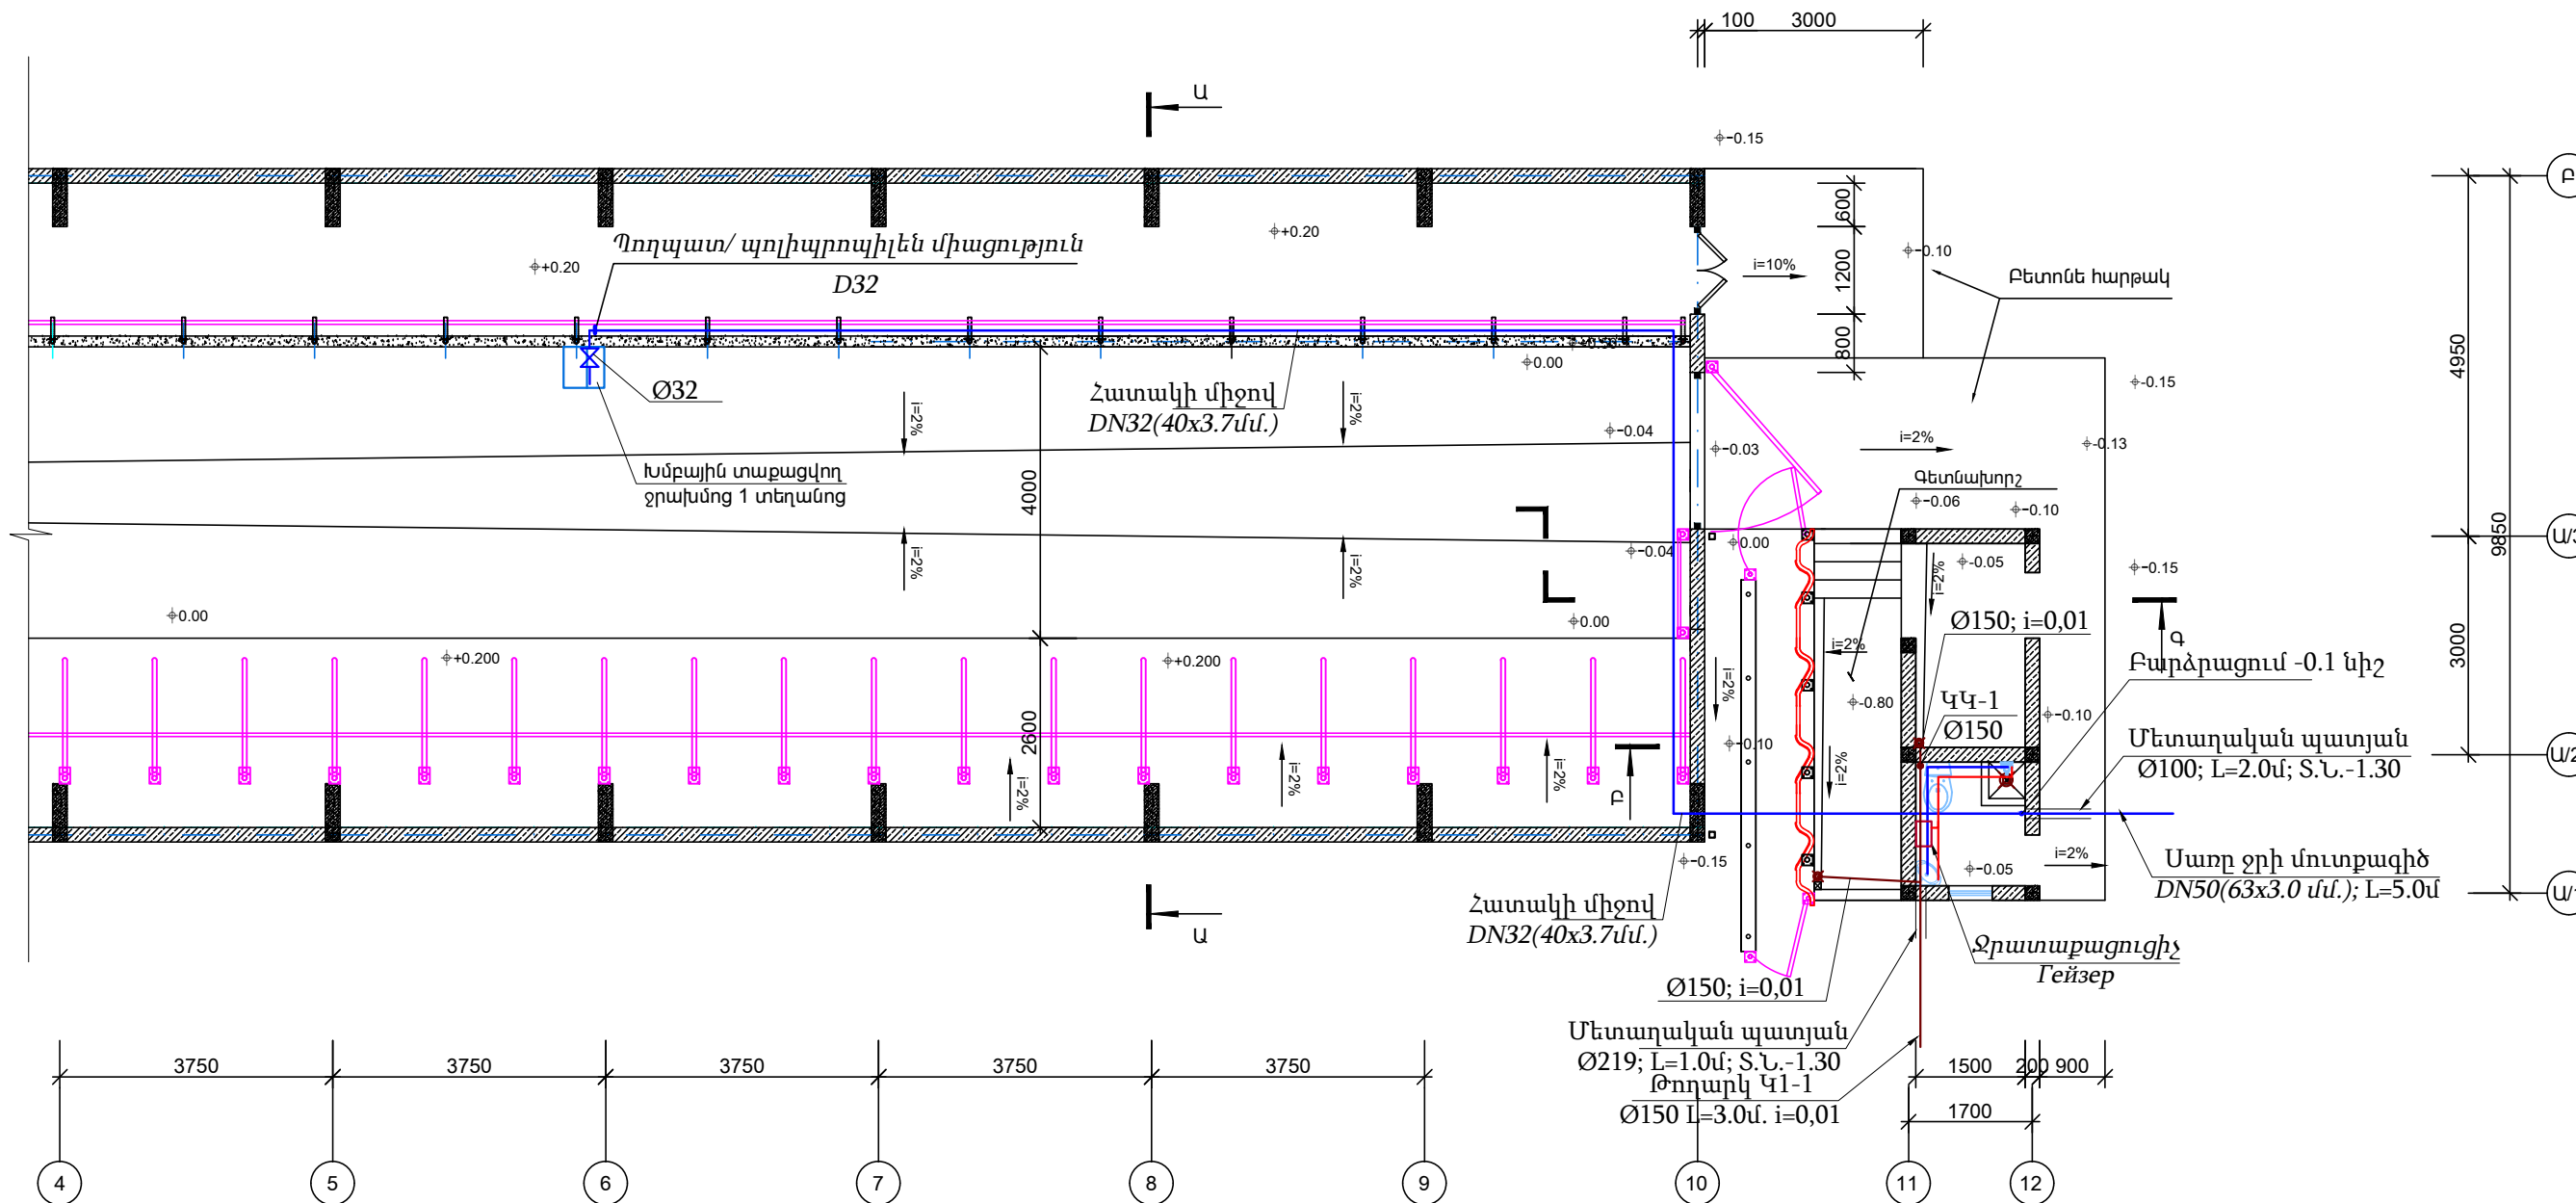 100 3000
Ա
-0.15
Բ
600
+0.20
Պողպատ/ պոլիպրոպիլեն միացություն
D32
+0.20
-0.10
i=10%
1200
Բետոնե հարթակ
800
4950
0.00
-0.15
Ø32
Հատակի միջով
DN32(40x3.7մմ.)
i=2%
i=2%
-0.04
-0.03
i=2%
-0.13
Խմբային տաքացվող
ջրախմոց 1 տեղանոց
4000
Գետնախորշ
-0.06
-0.10
9850
i=2%
i=2%
-0.04
0.00
-0.05
i=2%
-0.15
0.00
0.00
Ø150; i=0,01
Գ
i=2%
3000
+0.200
+0.200
i=2%
Բարձրացում -0.1 նիշ
-0.80
ԿԿ-1
Ø150
-0.10
2600
-0.10
Մետաղական պատյան
Ø100; L=2.0մ; Տ.Ն.-1.30
i=2%
i=2%
i=2%
i=2%
-0.15
-0.05
i=2%
Սառը ջրի մուտքագիծ
DN50(63x3.0 մմ.); L=5.0մ
Ա
Հատակի միջով
DN32(40x3.7մմ.)
Ջրատաքացուցիչ
Гейзер
Ø150; i=0,01
Մետաղական պատյան
Ø219; L=1.0մ; Տ.Ն.-1.30
Թողարկ Կ1-1
Ø150 L=3.0մ. i=0,01
3750 3750 3750 3750 3750
1500 200 900
1700
4 5 6 7 8 9 10 11 12